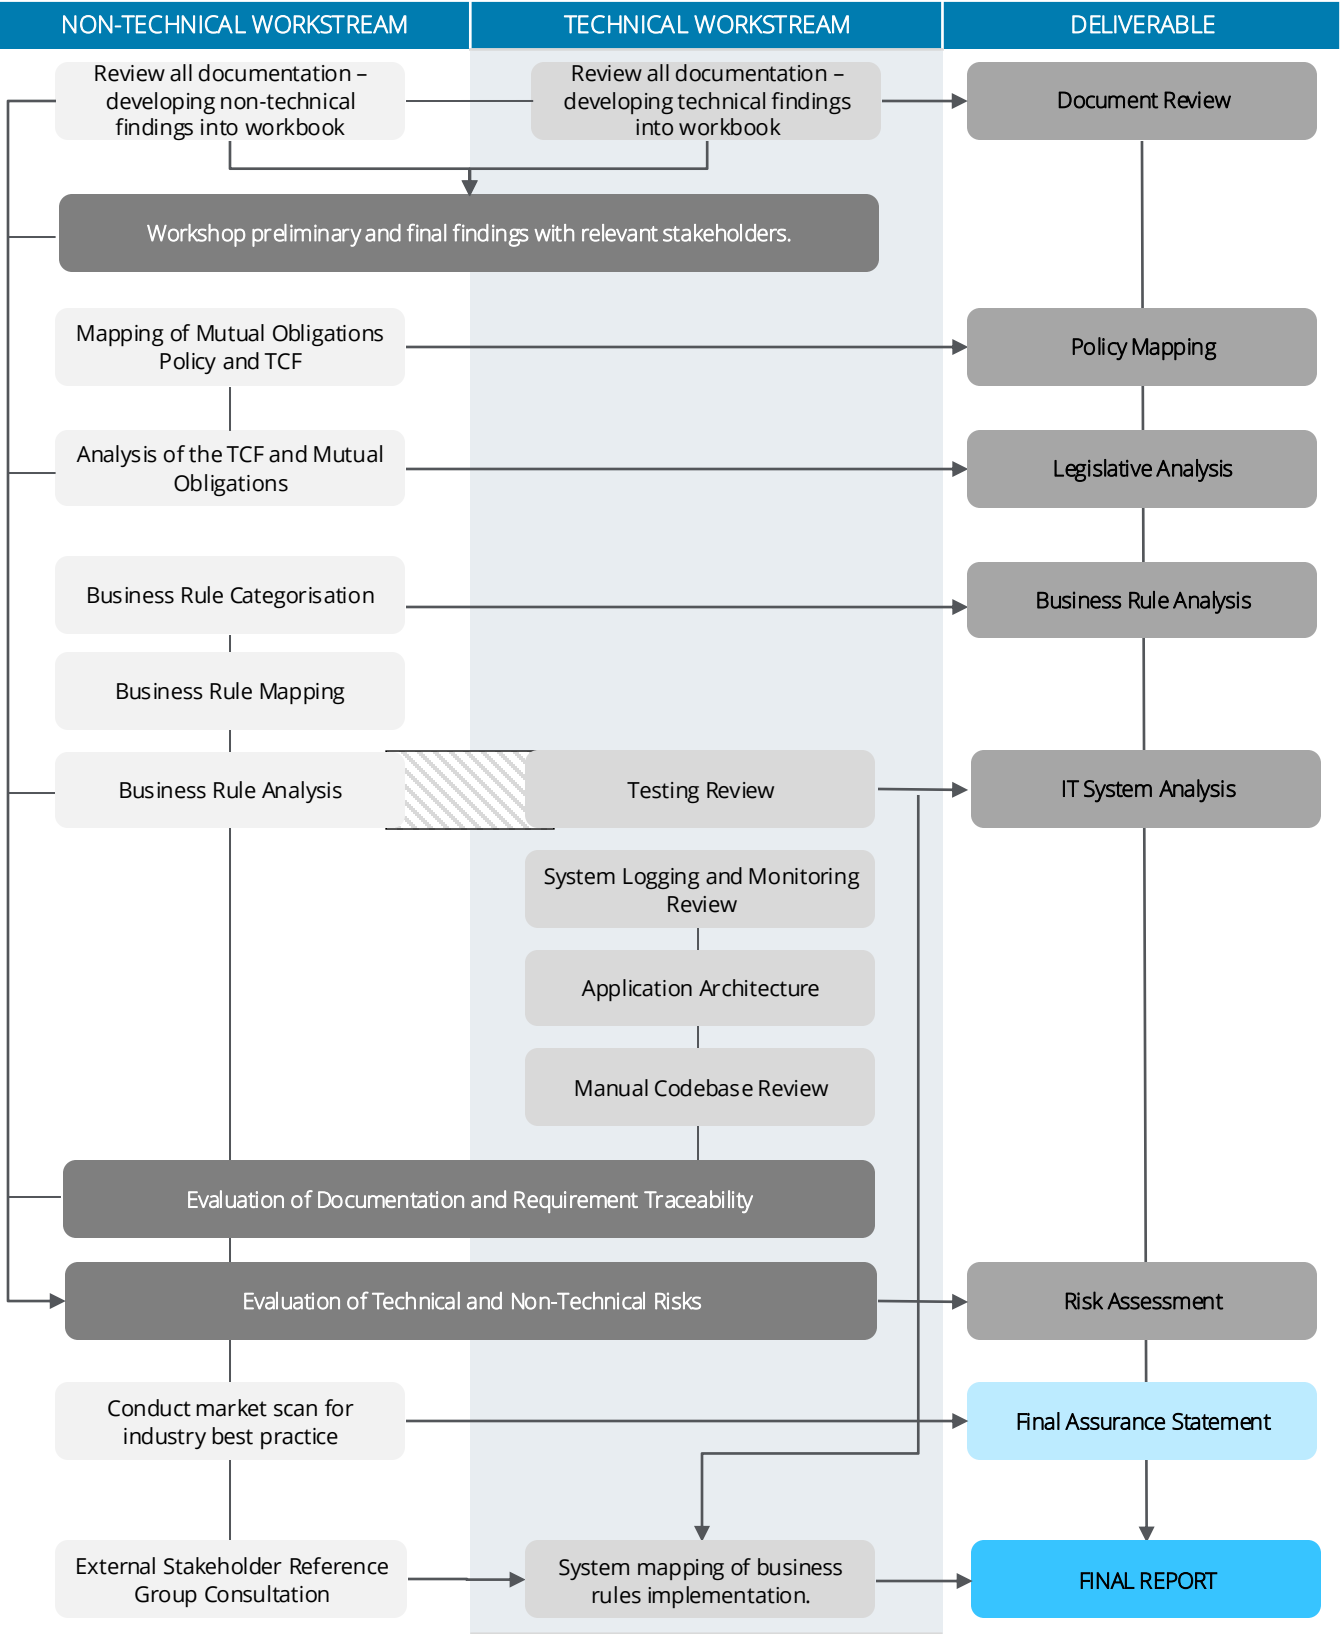 NON-TECHNICAL WORKSTREAM
TECHNICAL WORKSTREAM
DELIVERABLE
Review all documentation –
developing non-technical
findings into workbook
Review all documentation –
developing technical findings
into workbook
Document Review
Workshop preliminary and final findings with relevant stakeholders.
Mapping of Mutual Obligations
Policy and TCF
Policy Mapping
Analysis of the TCF and Mutual
Obligations
Legislative Analysis
Business Rule Categorisation
Business Rule Analysis
Business Rule Mapping
Business Rule Analysis
Testing Review
IT System Analysis
System Logging and Monitoring
Review
Application Architecture
Manual Codebase Review
Evaluation of Documentation and Requirement Traceability
Evaluation of Technical and Non-Technical Risks
Risk Assessment
Conduct market scan for
industry best practice
Final Assurance Statement
External Stakeholder Reference
Group Consultation
System mapping of business
rules implementation.
FINAL REPORT